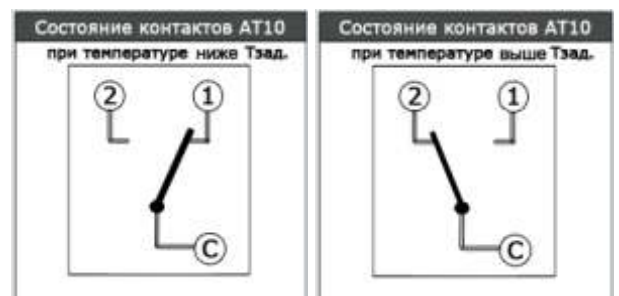 Состояние контактов АТ10
при температуре ниже Тзад.
2 1
C
Состояние контактов АТ10
при температуре выше Тзад.
2 1
C